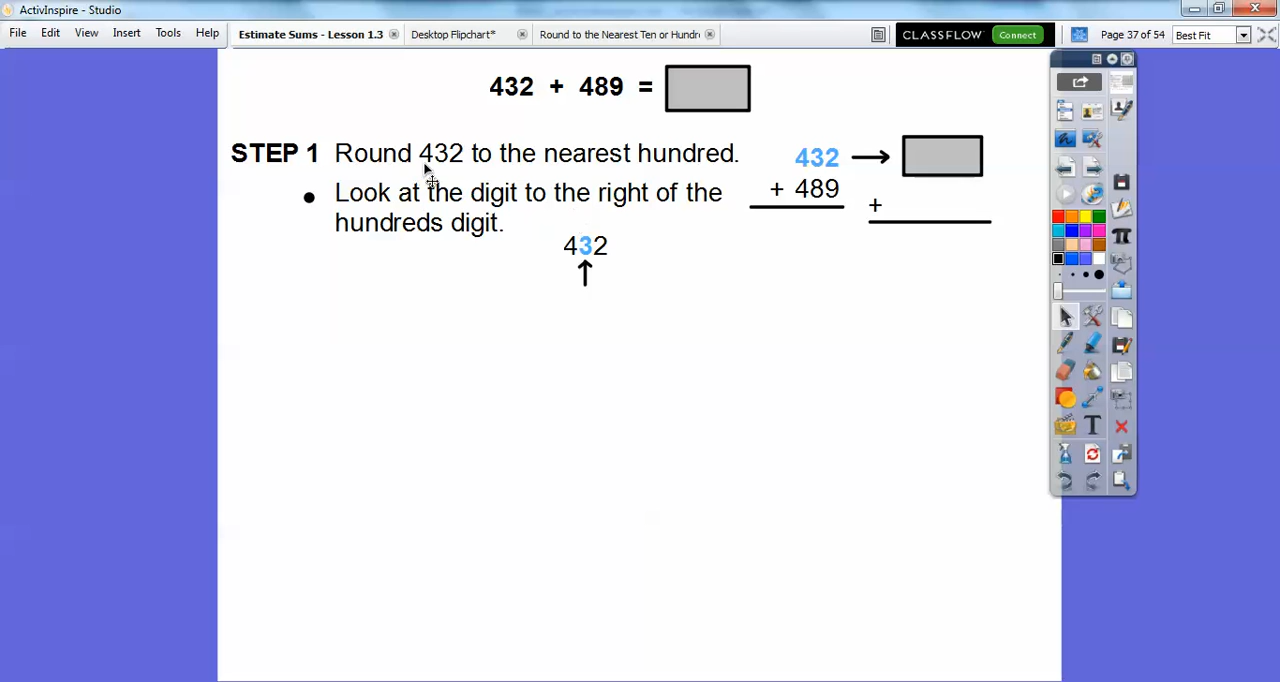 ActivInspire - Studio
File Edit View Insert Tools Help
Estimate Sums - Lesson 1.3
Desktop Flipchart*
Round to the Nearest Ten or Hundr
CLASSFLOW Connect
Page 37 of 54
Best Fit
432 + 489 =
STEP 1 Round 432 to the nearest hundred.
• Look at the digit to the right of the
hundreds digit.
432
432
+ 489
+